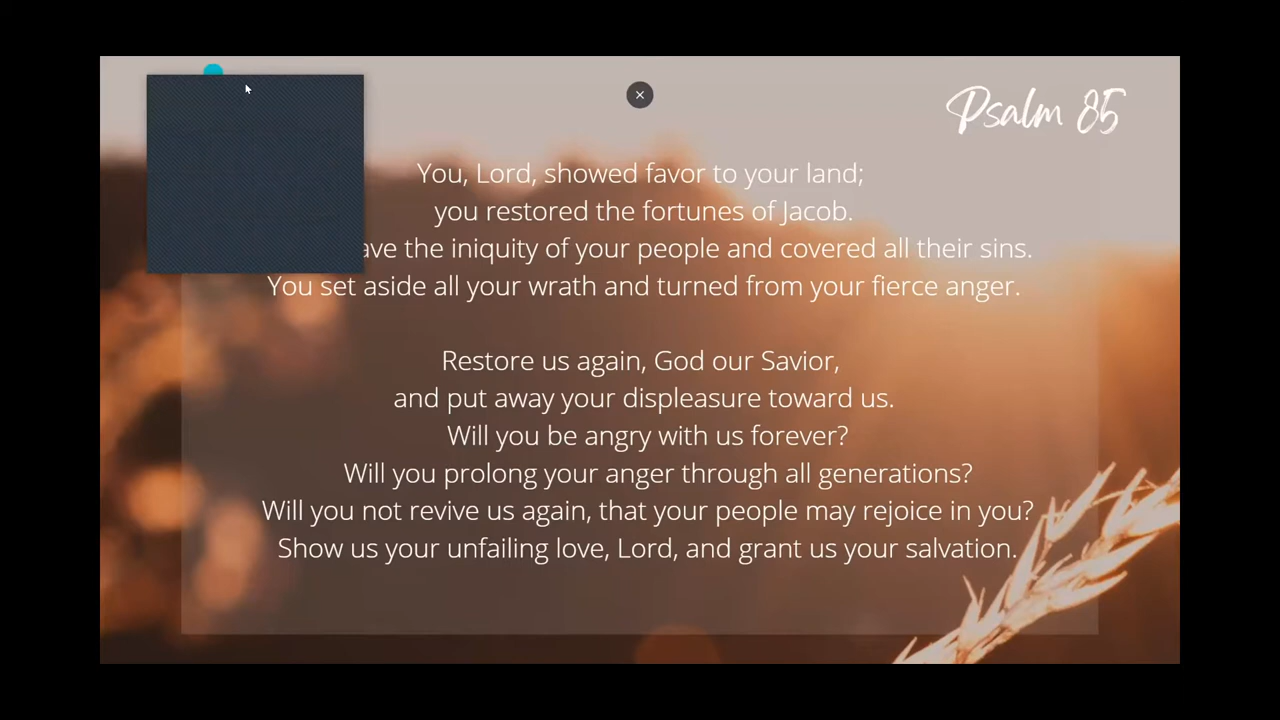 Psalm 85
You, Lord, showed favor to your land;
you restored the fortunes of Jacob.
the iniquity of your people and covered all their sins.
You set aside all your wrath and turned from your fierce anger.
Restore us again, God our Savior,
and put away your displeasure toward us.
Will you be angry with us forever?
Will you prolong your anger through all generations?
Will you not revive us again, that your people may rejoice in you?
Show us your unfailing love, Lord, and grant us your salvation.